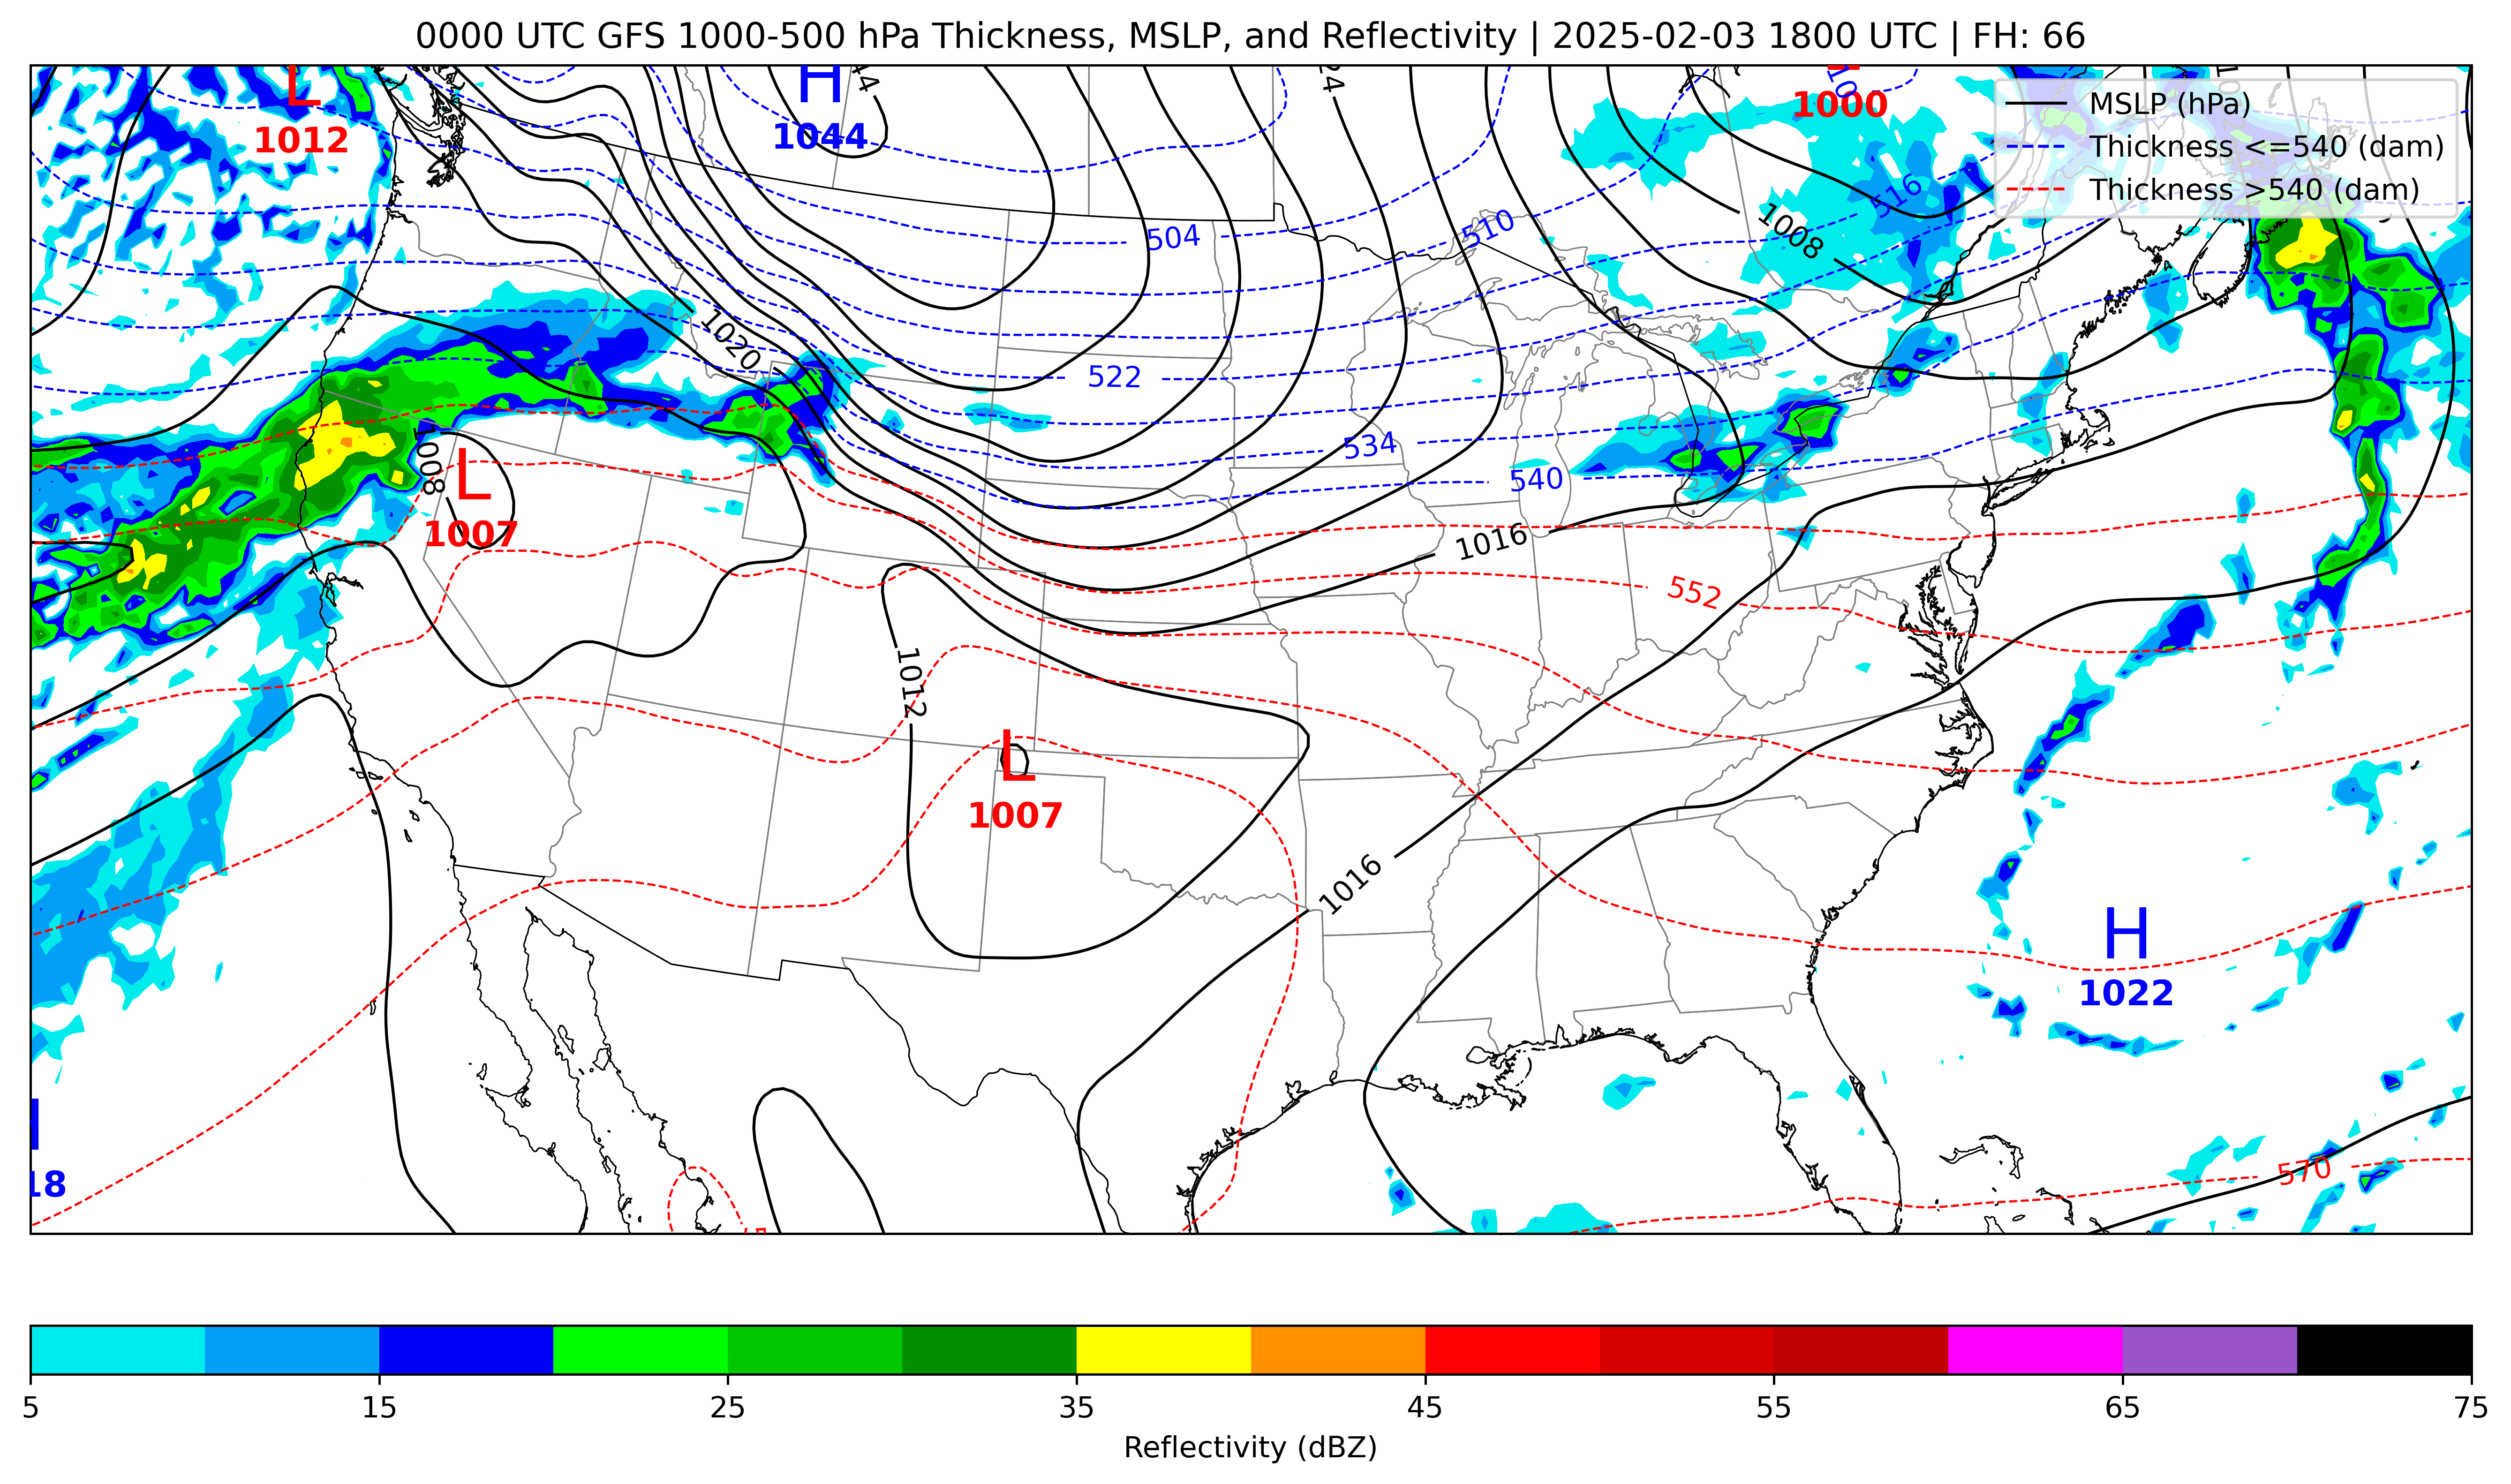 0000 UTC GFS 1000-500 hPa Thickness, MSLP, and Reflectivity | 2025-02-03 1800 UTC | FH: 66
MSLP (hPa)
Thickness <=540 (dam)
Thickness >540 (dam)
L
1012
H
1044
1000
516
1008
504
510
1020
522
534
540
1008
L
1007
1016
552
1012
L
1007
1016
H
1022
18
570
5 15 25 35 45 55 65 75
Reflectivity (dBZ)